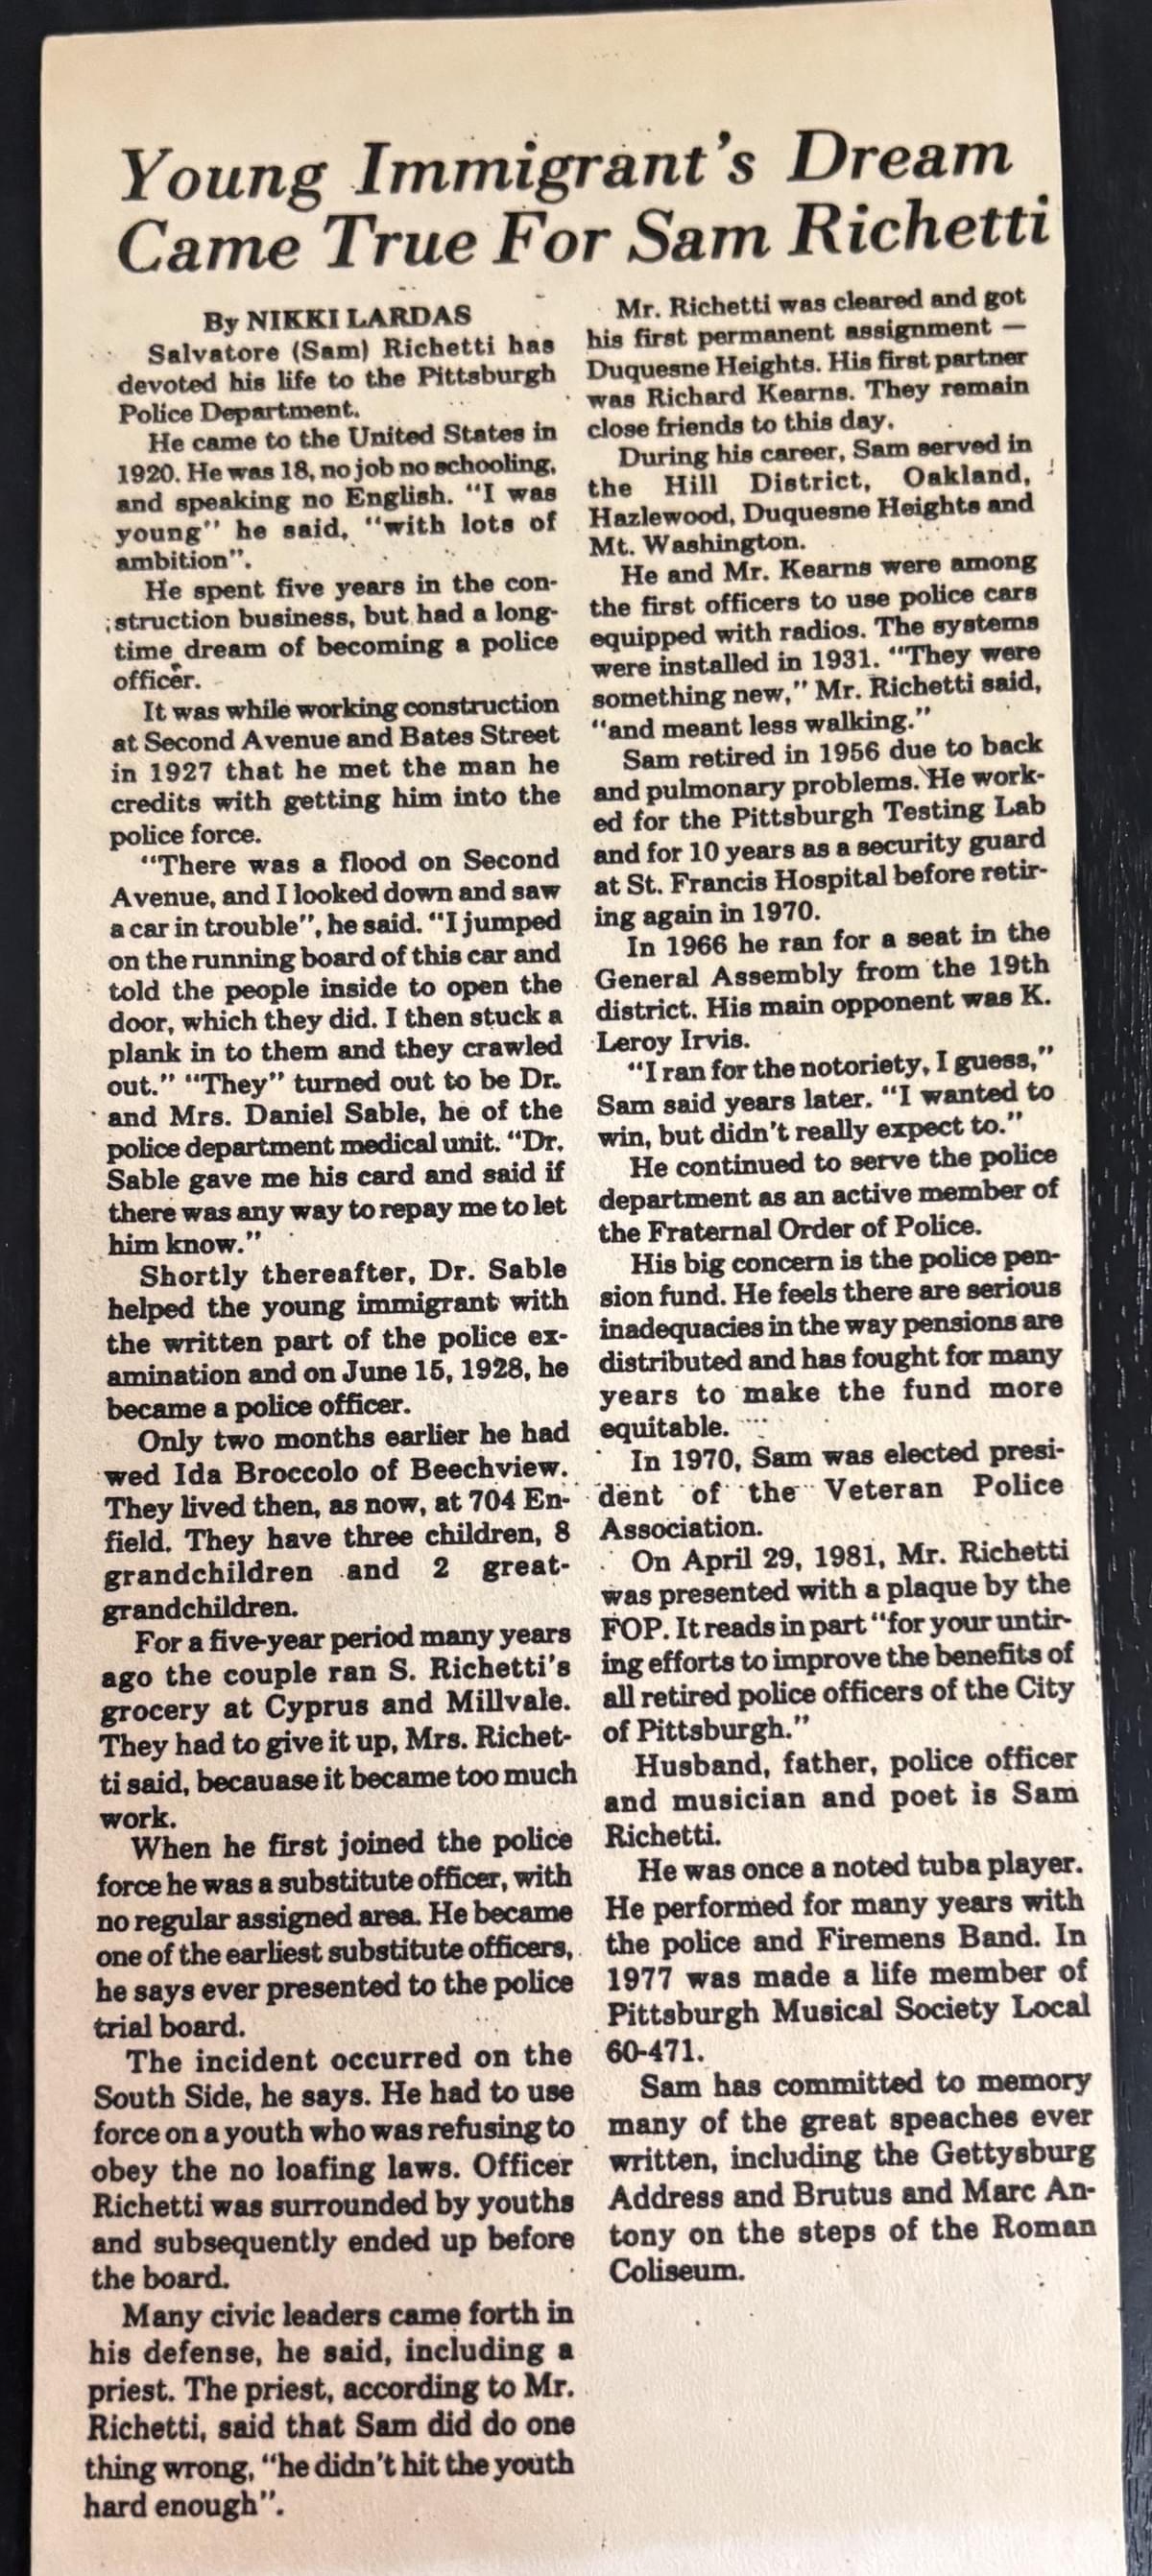 Young Immigrant's Dream
Came True For Sam Richetti
By NIKKI LARDAS
Salvatore (Sam) Richetti has
devoted his life to the Pittsburgh
Police Department.
He came to the United States in
1920. He was 18, no job no schooling,
and speaking no English. "I was
young" he said, "with lots of
ambition".
He spent five years in the con-
struction business, but had a long-
time dream of becoming a police
officer.
It was while working construction
at Second Avenue and Bates Street
in 1927 that he met the man he
credits with getting him into the
police force.
"There was a flood on Second
Avenue, and I looked down and saw
a car in trouble", he said. "I jumped
on the running board of this car and
told the people inside to open the
door, which they did. I then stuck a
plank in to them and they crawled
out." "They" turned out to be Dr.
and Mrs. Daniel Sable, he of the
police department medical unit. "Dr.
Sable gave me his card and said if
there was any way to repay me to let
him know."
Shortly thereafter, Dr. Sable
helped the young immigrant with
the written part of the police ex-
amination and on June 15, 1928, he
became a police officer.
Only two months earlier he had
wed Ida Broccolo of Beechview.
They lived then, as now, at 704 En-
field. They have three children, 8
grandchildren and 2 great-
grandchildren.
For a five-year period many years
ago the couple ran S. Richetti's
grocery at Cyprus and Millvale.
They had to give it up, Mrs. Richet-
ti said, becauase it became too much
work.
When he first joined the police
force he was a substitute officer, with
no regular assigned area. He became
one of the earliest substitute officers,
he says ever presented to the police
trial board.
The incident occurred on the
South Side, he says. He had to use
force on a youth who was refusing to
obey the no loafing laws. Officer
Richetti was surrounded by youths
and subsequently ended up before
the board.
Many civic leaders came forth in
his defense, he said, including a
priest. The priest, according to Mr.
Richetti, said that Sam did do one
thing wrong, "he didn't hit the youth
hard enough".
Mr. Richetti was cleared and got
his first permanent assignment —
Duquesne Heights. His first partner
was Richard Kearns. They remain
close friends to this day.
During his career, Sam served in
the Hill District, Oakland,
Hazlewood, Duquesne Heights and
Mt. Washington.
He and Mr. Kearns were among
the first officers to use police cars
equipped with radios. The systems
were installed in 1931. "They were
something new," Mr. Richetti said,
"and meant less walking."
Sam retired in 1956 due to back
and pulmonary problems. He work-
ed for the Pittsburgh Testing Lab
and for 10 years as a security guard
at St. Francis Hospital before retir-
ing again in 1970.
In 1966 he ran for a seat in the
General Assembly from the 19th
district. His main opponent was K.
Leroy Irvis.
"I ran for the notoriety, I guess,"
Sam said years later. "I wanted to
win, but didn't really expect to."
He continued to serve the police
department as an active member of
the Fraternal Order of Police.
His big concern is the police pen-
sion fund. He feels there are serious
inadequacies in the way pensions are
distributed and has fought for many
years to make the fund more
equitable.
In 1970, Sam was elected presi-
dent of the Veteran Police
Association.
On April 29, 1981, Mr. Richetti
was presented with a plaque by the
FOP. It reads in part "for your untir-
ing efforts to improve the benefits of
all retired police officers of the City
of Pittsburgh."
Husband, father, police officer
and musician and poet is Sam
Richetti.
He was once a noted tuba player.
He performed for many years with
the police and Firemens Band. In
1977 was made a life member of
Pittsburgh Musical Society Local
60-471.
Sam has committed to memory
many of the great speaches ever
written, including the Gettysburg
Address and Brutus and Marc An-
tony on the steps of the Roman
Coliseum.